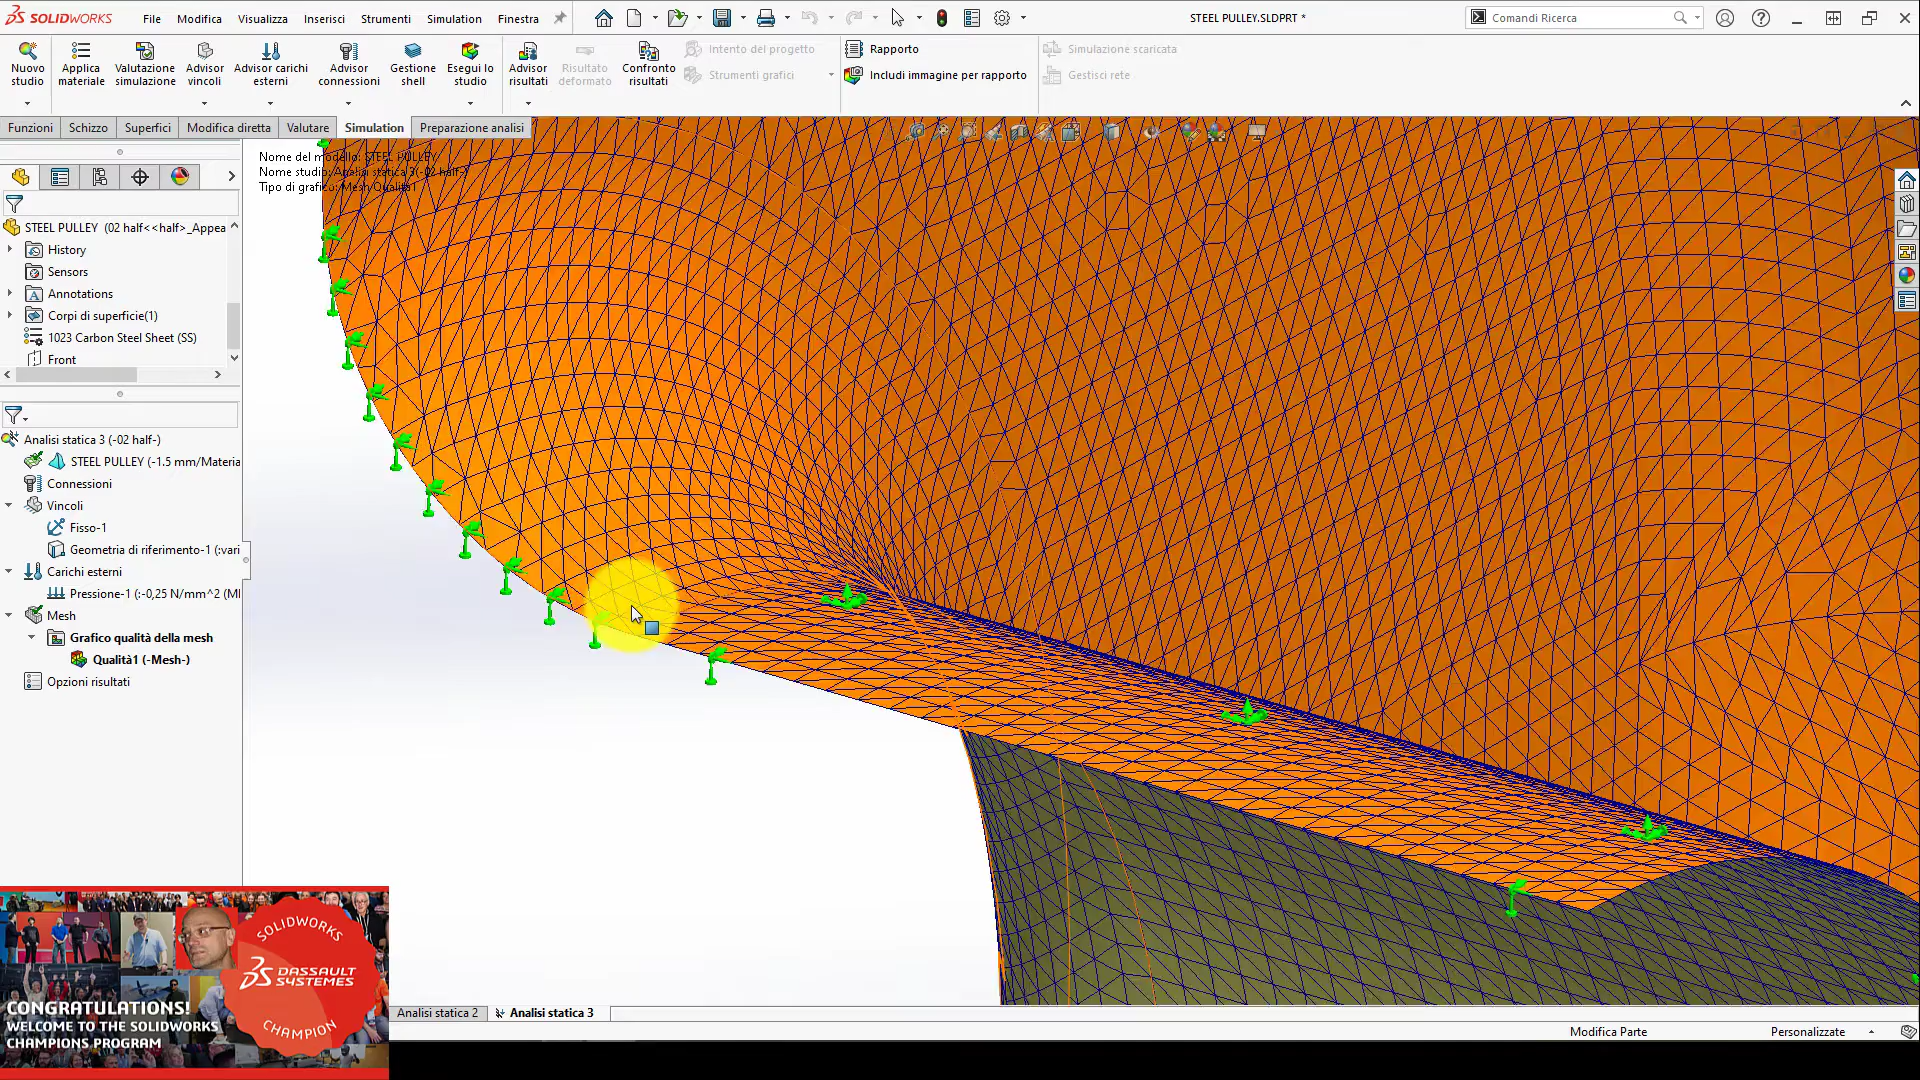 SOLIDWORKS
File
Modifica
Visualizza
Inserisci
Strumenti
Simulation
Finestra
STEEL PULLEY.SLDPRT *
Comandi Ricerca
Nuovo studio
Applica materiale
Valutazione simulazione
Advisor vincoli
Advisor carichi esterni
Advisor connessioni
Gestione shell
Esegui lo studio
Advisor risultati
Risultato deformato
Confronto risultati
Intento del progetto
Strumenti grafici
Rapporto
Includi immagine per rapporto
Simulazione scaricata
Gestisci rete
Funzioni
Schizzo
Superfici
Modifica diretta
Valutare
Simulation
Preparazione analisi
Nome del modello: STEEL PULLEY
Nome studio: Analisi statica 3(-02 half-)
Tipo di grafico: Mesh Qualità1
STEEL PULLEY (02 half<<half>_Appea
History
Sensors
Annotations
Corpi di superficie(1)
1023 Carbon Steel Sheet (SS)
Front
Analisi statica 3 (-02 half-)
STEEL PULLEY (-1.5 mm/Materia
Connessioni
Vincoli
Fisso-1
Geometria di riferimento-1 (:vari
Carichi esterni
Pressione-1 (:-0,25 N/mm^2 (MI
Mesh
Grafico qualità della mesh
Qualità1 (-Mesh-)
Opzioni risultati
SOLIDWORKS
DASSAULT
SYSTEMES
CHAMPION
CONGRATULATIONS!
WELCOME TO THE SOLIDWORKS
CHAMPIONS PROGRAM
Analisi statica 2
Analisi statica 3
Modifica Parte
Personalizzate